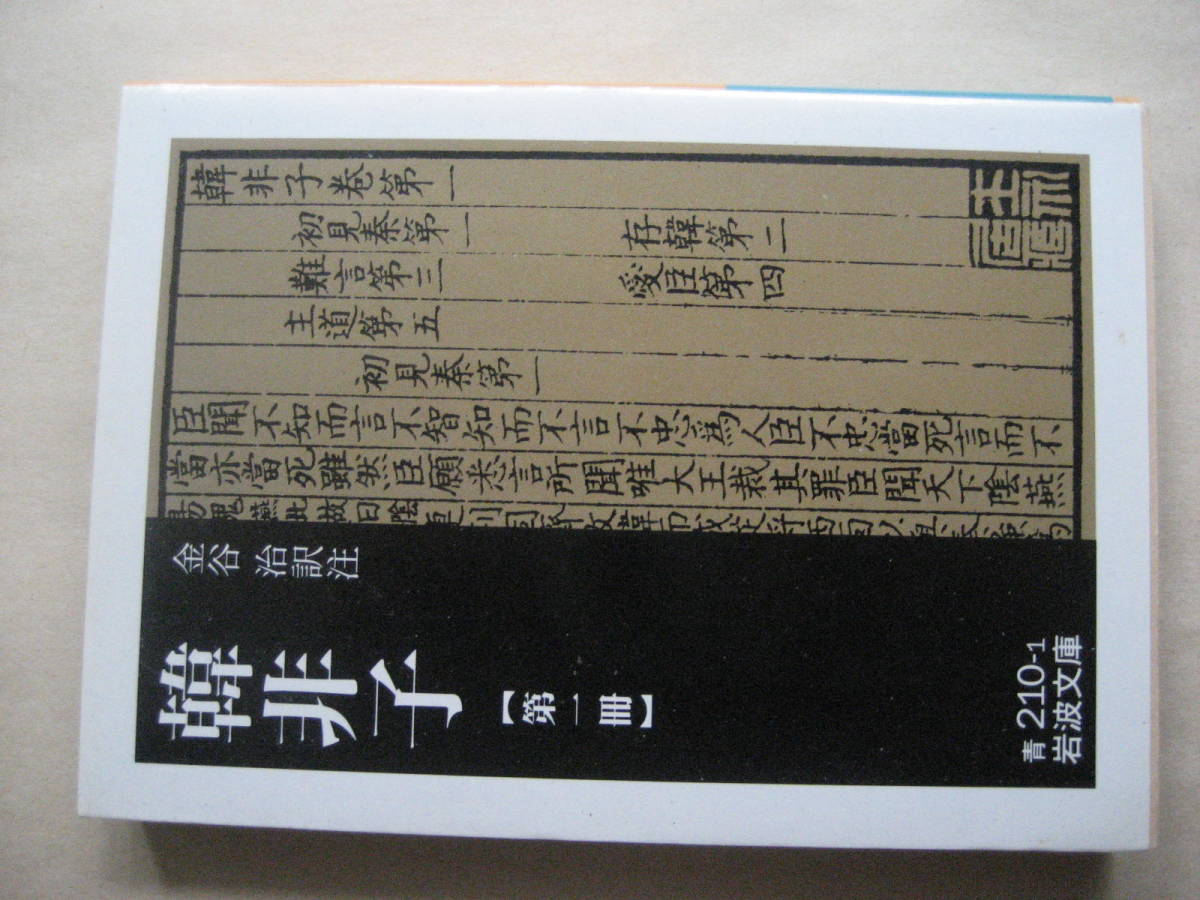 韓非子卷第一
初見秦第一 存韓第二
難言第三 愛臣第四
主道第五
初見秦第一
臣聞不知而言不智知而不言不忠爲人臣不忠當死言而不
當亦當死雖然臣願悉言所聞唯大王裁其罪臣聞天下陰燕
金谷 治訳注
韓非子
【第一冊】
青210-1
岩波文庫